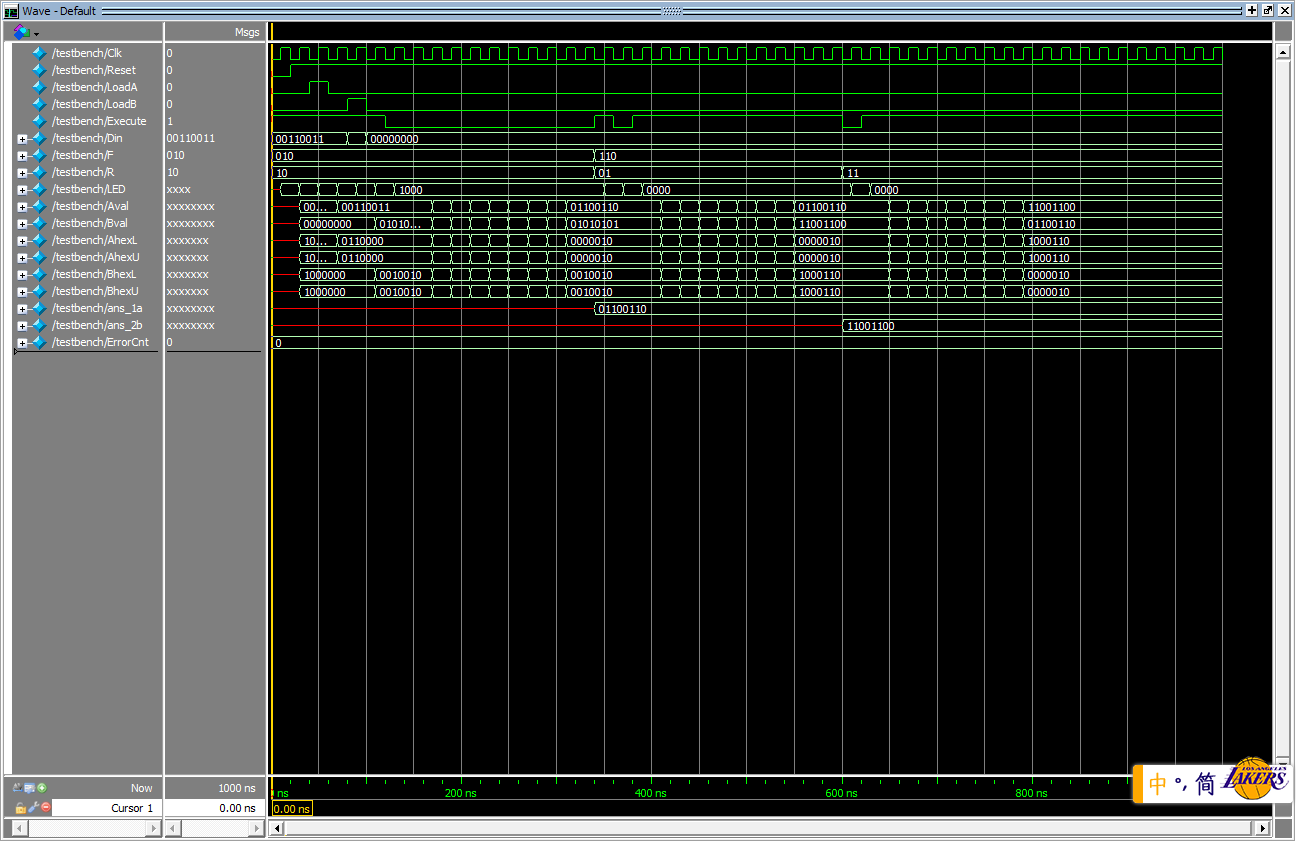 Wave - Default
Msgs
/testbench/Clk 0
/testbench/Reset 0
/testbench/LoadA 0
/testbench/LoadB 0
/testbench/Execute 1
/testbench/Din 00110011 00110011 00000000
/testbench/F 010 010 110
/testbench/R 10 10 01 11
/testbench/LED xxxx 1000 0000 0000
/testbench/Aval xxxxxxxx 00... 00110011 01100110 01100110 11001100
/testbench/Bval xxxxxxxx 00000000 01010... 01010101 11001100 01100110
/testbench/AhexL xxxxxxx 10... 0110000 0000010 0000010 1000110
/testbench/AhexU xxxxxxx 10... 0110000 0000010 0000010 1000110
/testbench/BhexL xxxxxxx 1000000 0010010 0010010 1000110 0000010
/testbench/BhexU xxxxxxx 1000000 0010010 0010010 1000110 0000010
/testbench/ans_1a xxxxxxxx 01100110
/testbench/ans_2b xxxxxxxx 11001100
/testbench/ErrorCnt 0 0
Now 1000 ns ns 200 ns 400 ns 600 ns 800 ns
Cursor 1 0.00 ns 0.00 ns
中 °, 简
LOS ANGELES
LAKERS